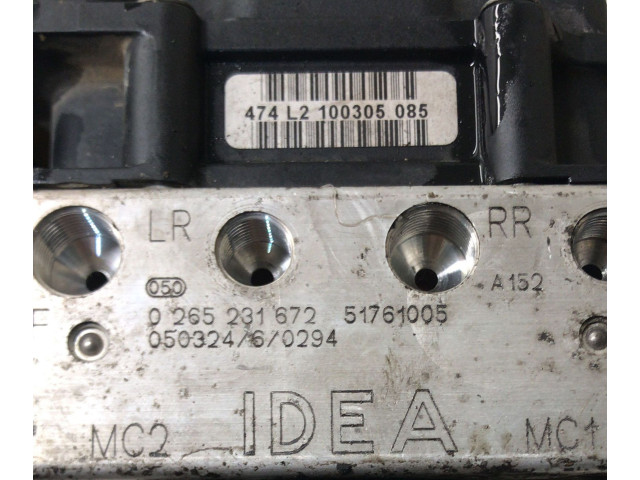 474 L2 100305 085
LR RR
050 A152
F 0 265 231 672 51761005
050324/6/0294
MC2 IDEA MC1